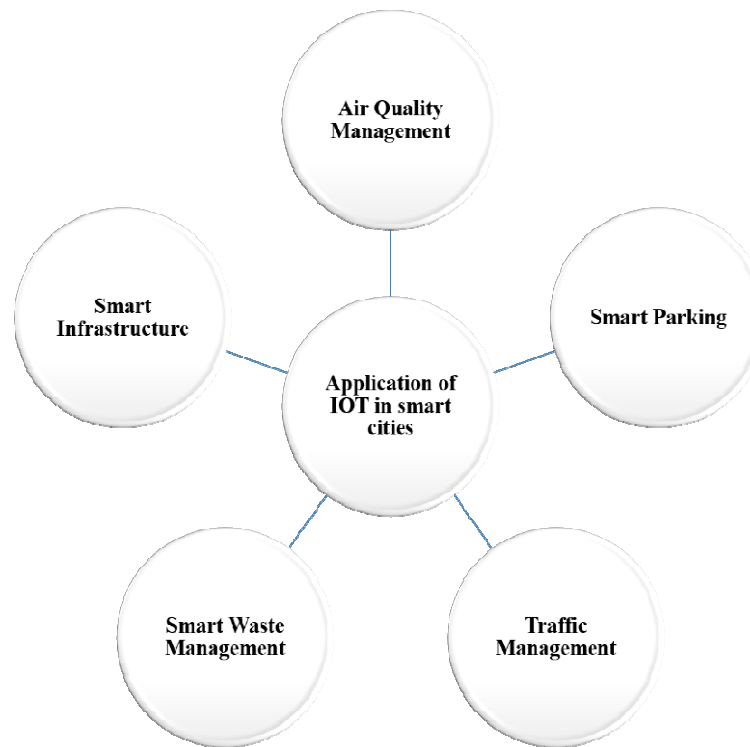 Air Quality
Management
Smart
Infrastructure
Smart Parking
Application of
IOT in smart
cities
Smart Waste
Management
Traffic
Management